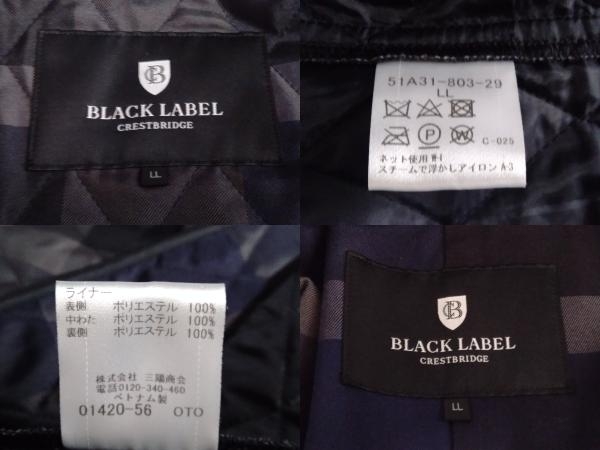 BLACK LABEL
CRESTBRIDGE
LL
51A31-803-29
LL
C-025
ネット使用 W-I
スチームで浮かしアイロン A-3
ライナー
表側 ポリエステル 100%
中わた ポリエステル 100%
裏側 ポリエステル 100%
株式会社 三陽商会
電話0120-340-460
ベトナム製
01420-56 OTO
BLACK LABEL
CRESTBRIDGE
LL